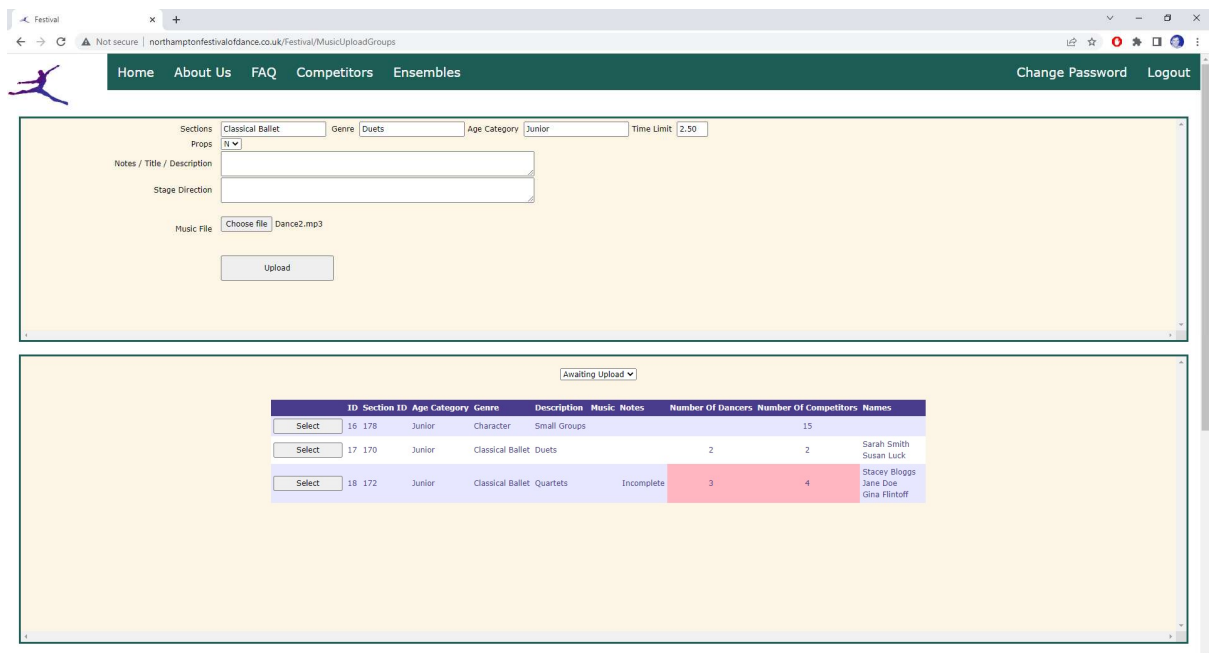 Festival
Not secure | northamptonfestivalofdance.co.uk/Festival/MusicUploadGroups
Home About Us FAQ Competitors Ensembles Change Password Logout
Sections Classical Ballet Genre Duets Age Category Junior Time Limit 2.50
Props N
Notes / Title / Description
Stage Direction
Music File Choose file Dance2.mp3
Upload
Awaiting Upload
ID Section ID Age Category Genre Description Music Notes Number Of Dancers Number Of Competitors Names
Select 16 178 Junior Character Small Groups 15
Select 17 170 Junior Classical Ballet Duets 2 2 Sarah Smith
Susan Luck
Select 18 172 Junior Classical Ballet Quartets Incomplete 3 4 Stacey Bloggs
Jane Doe
Gina Flintoff